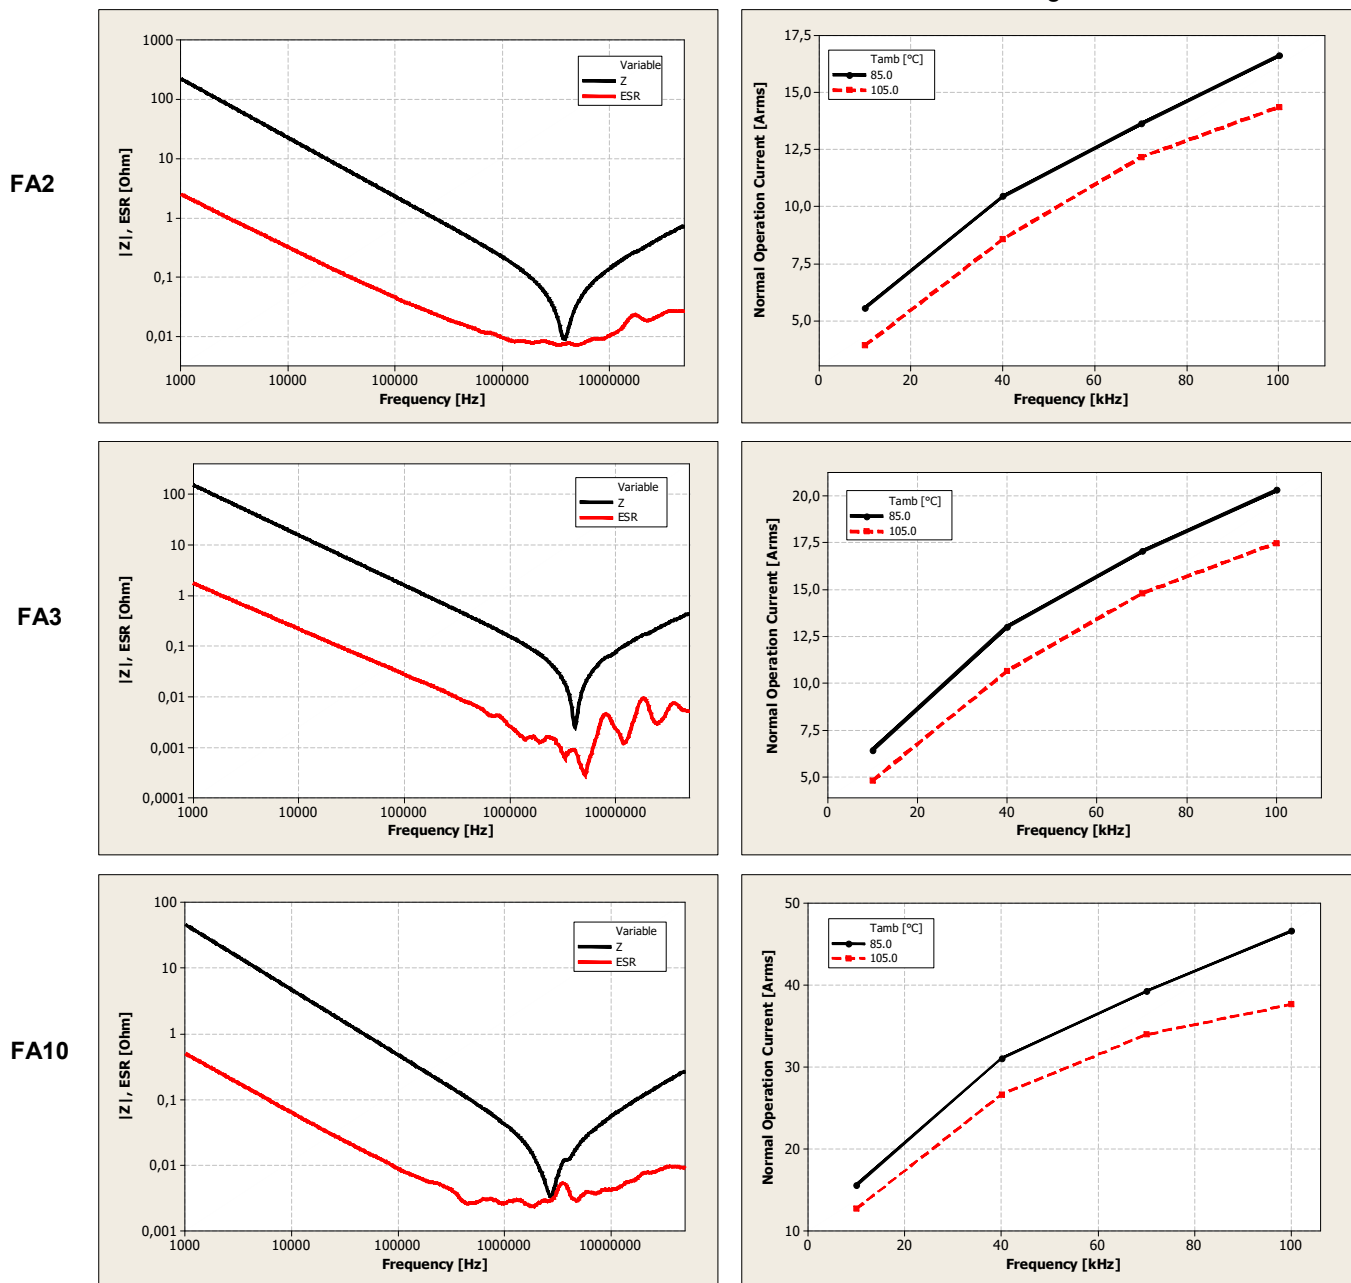 FA2
|Z|, ESR [Ohm]
1000
100
10
1
0,1
0,01
1000 10000 100000 1000000 10000000
Frequency [Hz]
Variable
Z
ESR
Normal Operation Current [Arms]
17,5
15,0
12,5
10,0
7,5
5,0
0 20 40 60 80 100
Frequency [kHz]
Tamb [°C]
85.0
105.0
FA3
|Z|, ESR [Ohm]
100
10
1
0,1
0,01
0,001
0,0001
1000 10000 100000 1000000 10000000
Frequency [Hz]
Variable
Z
ESR
Normal Operation Current [Arms]
20,0
17,5
15,0
12,5
10,0
7,5
5,0
0 20 40 60 80 100
Frequency [kHz]
Tamb [°C]
85.0
105.0
FA10
|Z|, ESR [Ohm]
100
10
1
0,1
0,01
0,001
1000 10000 100000 1000000 10000000
Frequency [Hz]
Variable
Z
ESR
Normal Operation Current [Arms]
50
40
30
20
10
0 20 40 60 80 100
Frequency [kHz]
Tamb [°C]
85.0
105.0